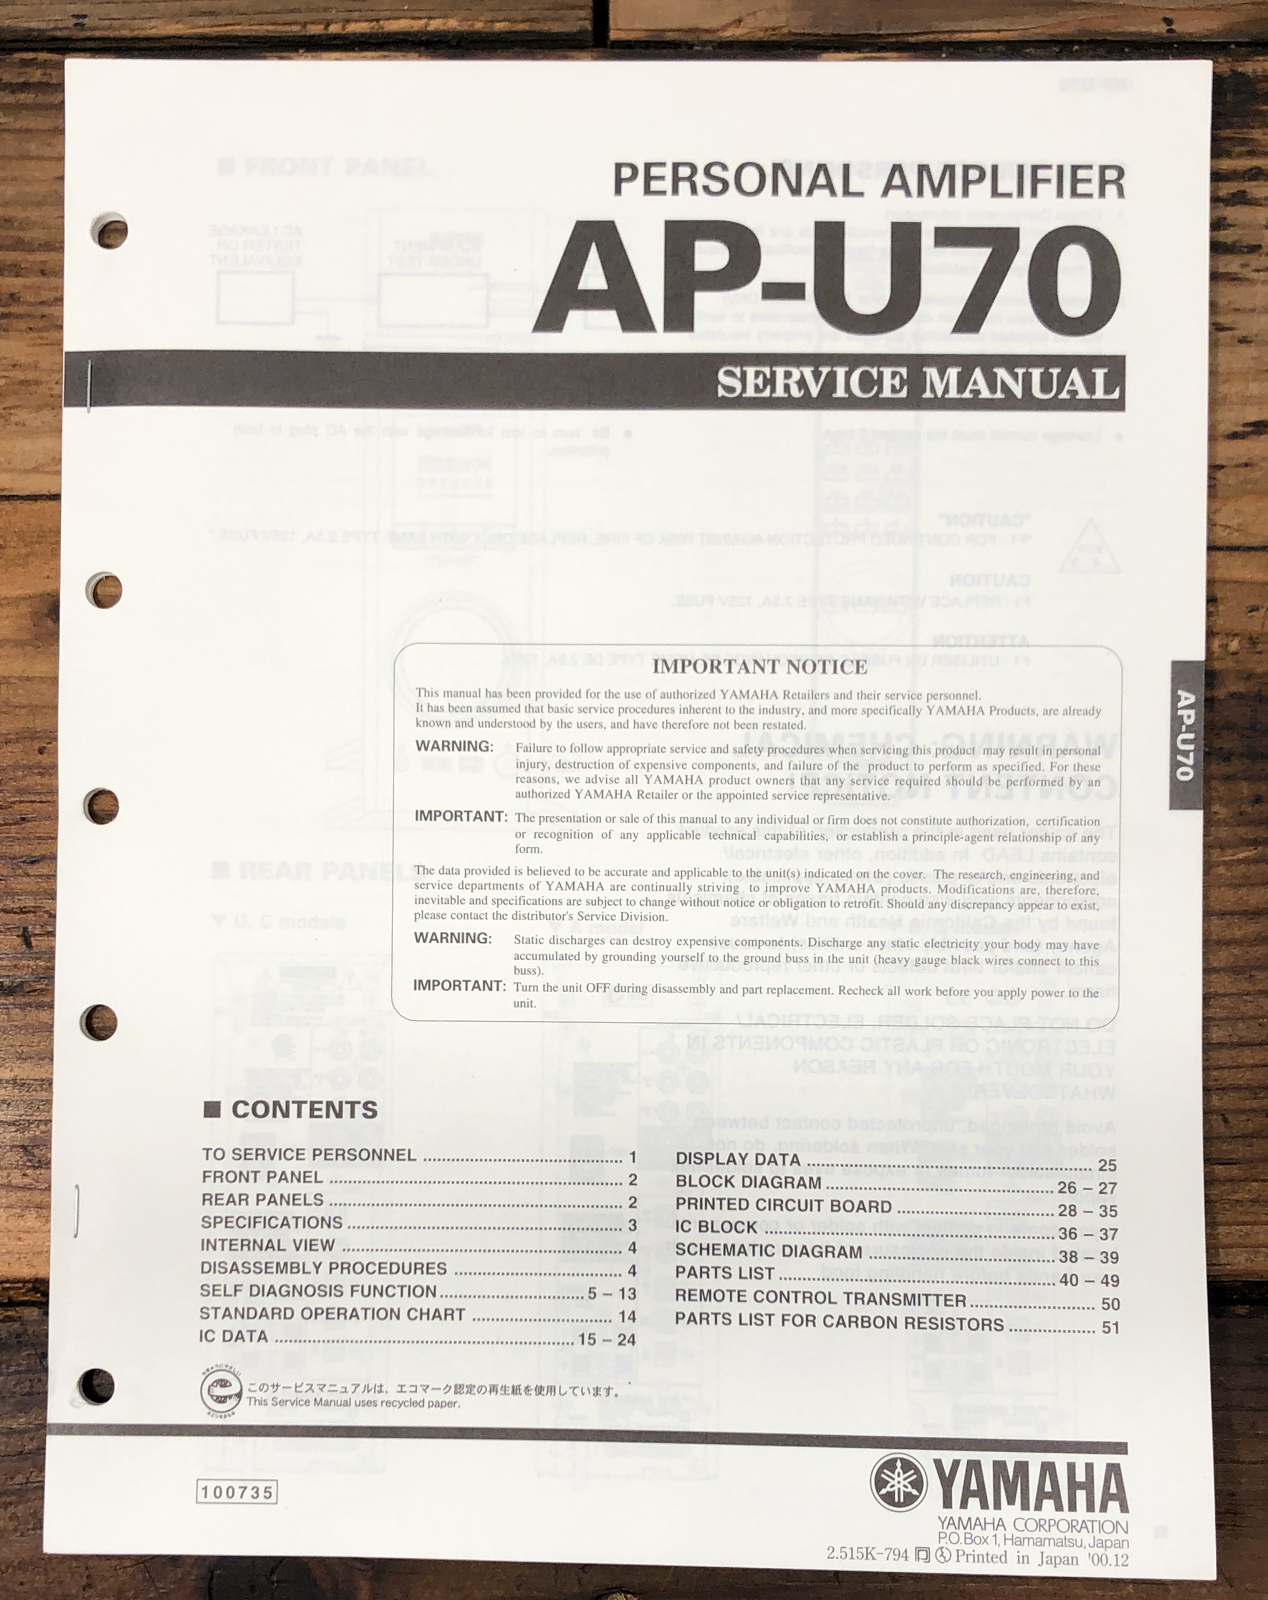 PERSONAL AMPLIFIER
AP-U70
SERVICE MANUAL
IMPORTANT NOTICE
This manual has been provided for the use of authorized YAMAHA Retailers and their service personnel.
It has been assumed that basic service procedures inherent to the industry, and more specifically YAMAHA Products, are already
known and understood by the users, and have therefore not been restated.
WARNING: Failure to follow appropriate service and safety procedures when servicing this product may result in personal
injury, destruction of expensive components, and failure of the product to perform as specified. For these
reasons, we advise all YAMAHA product owners that any service required should be performed by an
authorized YAMAHA Retailer or the appointed service representative.
IMPORTANT: The presentation or sale of this manual to any individual or firm does not constitute authorization, certification
or recognition of any applicable technical capabilities, or establish a principle-agent relationship of any
form.
The data provided is believed to be accurate and applicable to the unit(s) indicated on the cover. The research, engineering, and
service departments of YAMAHA are continually striving to improve YAMAHA products. Modifications are, therefore,
inevitable and specifications are subject to change without notice or obligation to retrofit. Should any discrepancy appear to exist,
please contact the distributor's Service Division.
WARNING: Static discharges can destroy expensive components. Discharge any static electricity your body may have
accumulated by grounding yourself to the ground buss in the unit (heavy gauge black wires connect to this
buss).
IMPORTANT: Turn the unit OFF during disassembly and part replacement. Recheck all work before you apply power to the
unit.
AP-U70
■ CONTENTS
TO SERVICE PERSONNEL ........ 1
FRONT PANEL ........ 2
REAR PANELS ........ 2
SPECIFICATIONS ........ 3
INTERNAL VIEW ........ 4
DISASSEMBLY PROCEDURES ........ 4
SELF DIAGNOSIS FUNCTION ........ 5 – 13
STANDARD OPERATION CHART ........ 14
IC DATA ........ 15 – 24
DISPLAY DATA ........ 25
BLOCK DIAGRAM ........ 26 – 27
PRINTED CIRCUIT BOARD ........ 28 – 35
IC BLOCK ........ 36 – 37
SCHEMATIC DIAGRAM ........ 38 – 39
PARTS LIST ........ 40 – 49
REMOTE CONTROL TRANSMITTER ........ 50
PARTS LIST FOR CARBON RESISTORS ........ 51
このサービスマニュアルは、エコマーク認定の再生紙を使用しています。
This Service Manual uses recycled paper.
100735
YAMAHA
YAMAHA CORPORATION
P.O.Box 1, Hamamatsu, Japan
2.515K-794 Printed in Japan '00.12